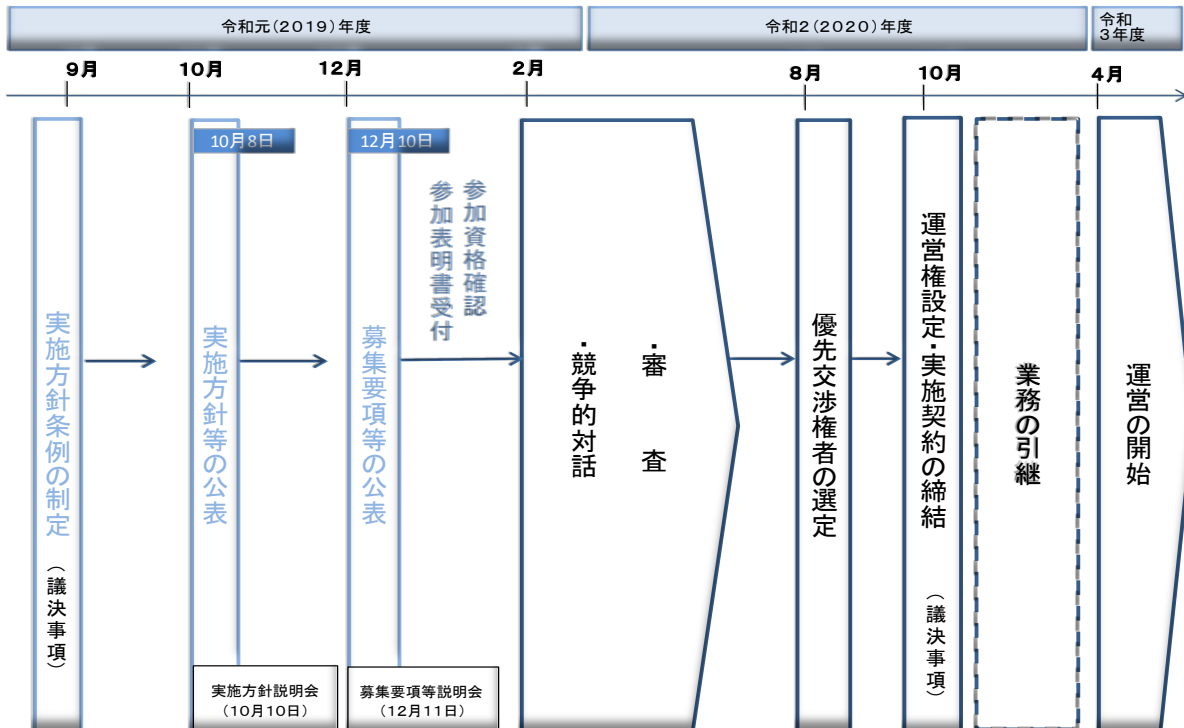 令和元(2019)年度
令和2(2020)年度
令和
3年度
9月
10月
12月
2月
8月
10月
4月
実施方針条例の制定
(議決事項)
10月8日
実施方針等の公表
実施方針説明会
(10月10日)
12月10日
募集要項等の公表
募集要項等説明会
(12月11日)
参加資格確認
参加表明書受付
・審査
・競争的対話
優先交渉権者の選定
運営権設定・実施契約の締結
(議決事項)
業務の引継
運営の開始